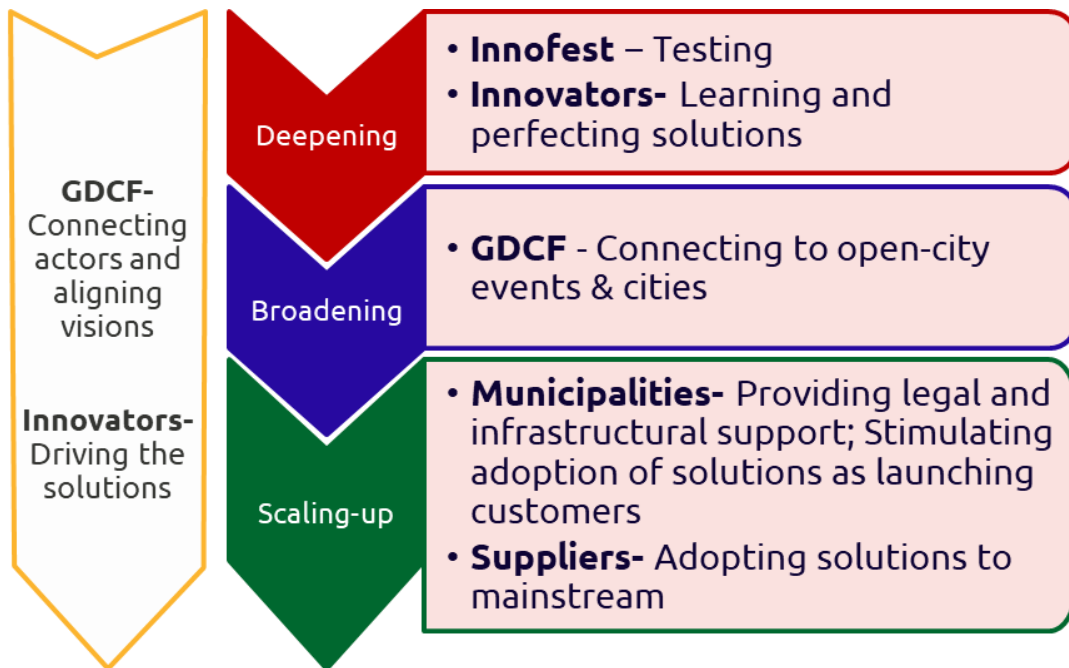 GDCF-
Connecting
actors and
aligning
visions
Innovators-
Driving the
solutions
Deepening
• Innofest – Testing
• Innovators- Learning and
perfecting solutions
Broadening
• GDCF - Connecting to open-city
events & cities
Scaling-up
• Municipalities- Providing legal and
infrastructural support; Stimulating
adoption of solutions as launching
customers
• Suppliers- Adopting solutions to
mainstream